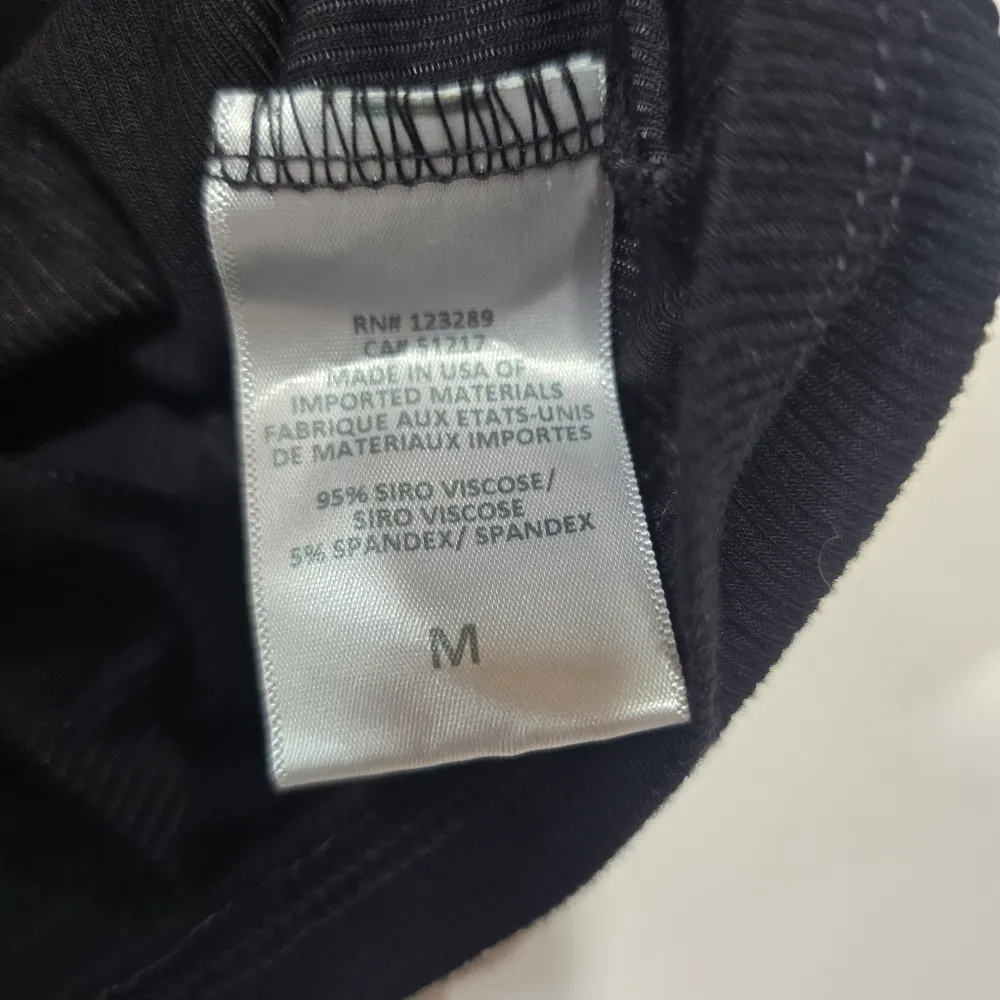 RN# 123289
CA# 51217
MADE IN USA OF
IMPORTED MATERIALS
FABRIQUE AUX ETATS-UNIS
DE MATERIAUX IMPORTES
95% SIRO VISCOSE/
SIRO VISCOSE
5% SPANDEX/ SPANDEX
M